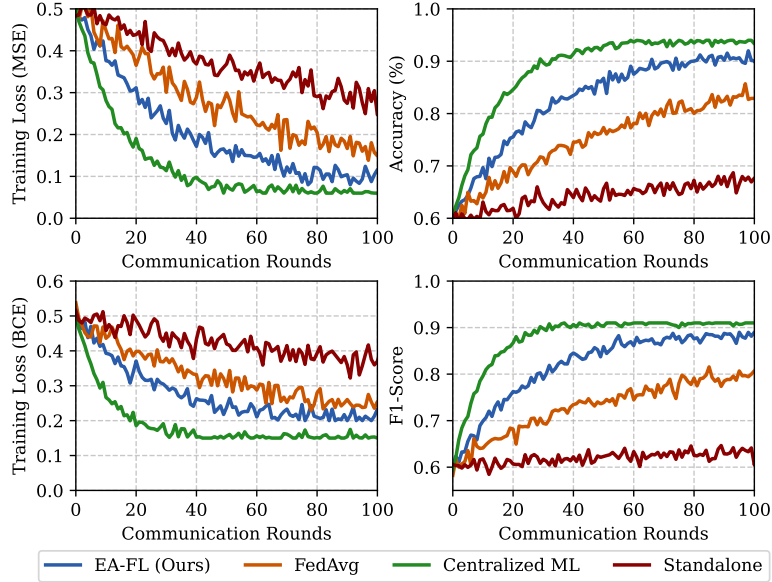 Training Loss (MSE)
0.5
0.4
0.3
0.2
0.1
0.0
0 20 40 60 80 100
Communication Rounds
Accuracy (%)
1.0
0.9
0.8
0.7
0.6
0 20 40 60 80 100
Communication Rounds
Training Loss (BCE)
0.6
0.5
0.4
0.3
0.2
0.1
0.0
0 20 40 60 80 100
Communication Rounds
F1-Score
1.0
0.9
0.8
0.7
0.6
0 20 40 60 80 100
Communication Rounds
EA-FL (Ours) FedAvg Centralized ML Standalone